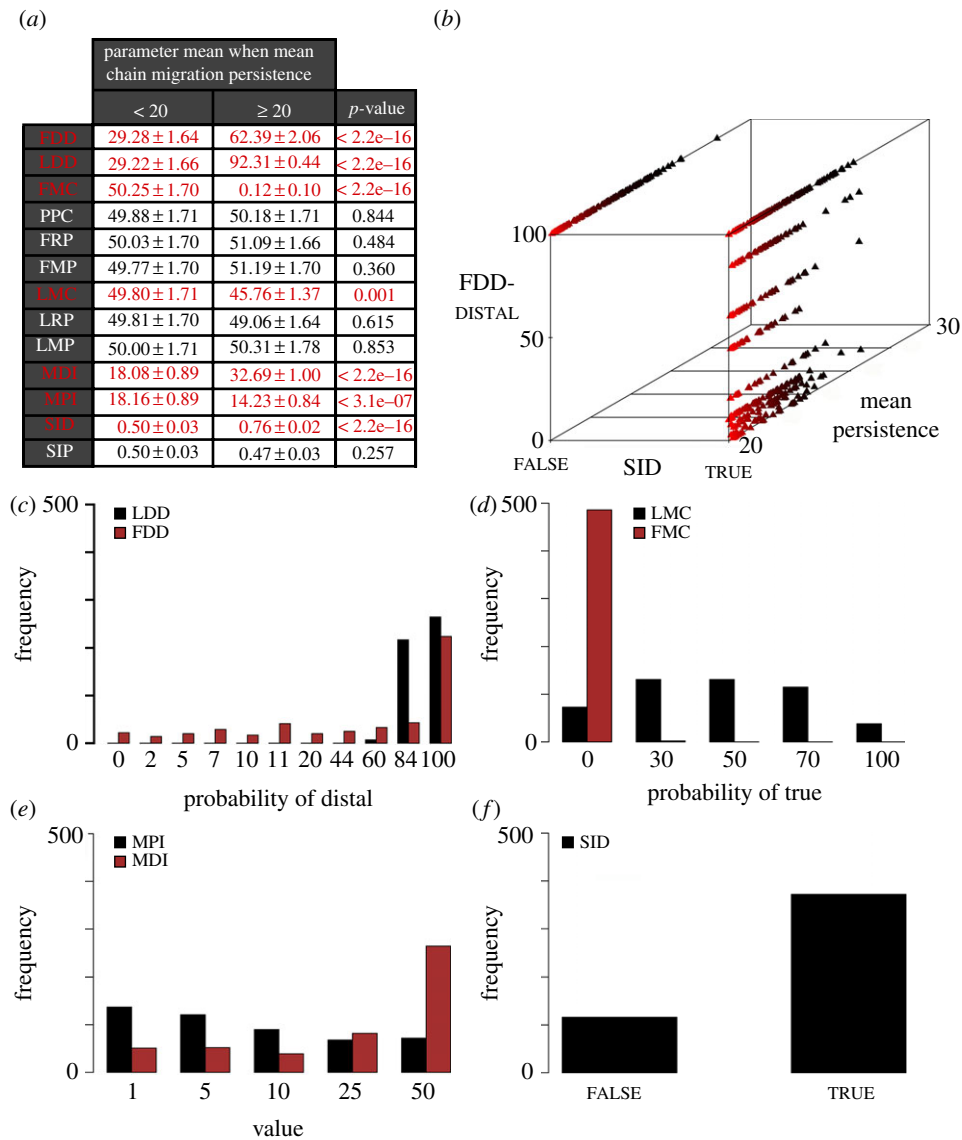 (a)
parameter mean when mean
chain migration persistence
< 20 ≥ 20 p-value
FDD 29.28 ± 1.64 62.39 ± 2.06 < 2.2e–16
LDD 29.22 ± 1.66 92.31 ± 0.44 < 2.2e–16
FMC 50.25 ± 1.70 0.12 ± 0.10 < 2.2e–16
PPC 49.88 ± 1.71 50.18 ± 1.71 0.844
FRP 50.03 ± 1.70 51.09 ± 1.66 0.484
FMP 49.77 ± 1.70 51.19 ± 1.70 0.360
LMC 49.80 ± 1.71 45.76 ± 1.37 0.001
LRP 49.81 ± 1.70 49.06 ± 1.64 0.615
LMP 50.00 ± 1.71 50.31 ± 1.78 0.853
MDI 18.08 ± 0.89 32.69 ± 1.00 < 2.2e–16
MPI 18.16 ± 0.89 14.23 ± 0.84 < 3.1e–07
SID 0.50 ± 0.03 0.76 ± 0.02 < 2.2e–16
SIP 0.50 ± 0.03 0.47 ± 0.03 0.257
(b)
100
FDD-
DISTAL
50
30
mean
persistence
0
20
FALSE SID TRUE
(c)
500
LDD
FDD
frequency
0
0 2 5 7 10 11 20 44 60 84 100
probability of distal
(d)
500
LMC
FMC
frequency
0
0 30 50 70 100
probability of true
(e)
500
MPI
MDI
frequency
0
1 5 10 25 50
value
(f)
500
SID
frequency
0
FALSE TRUE